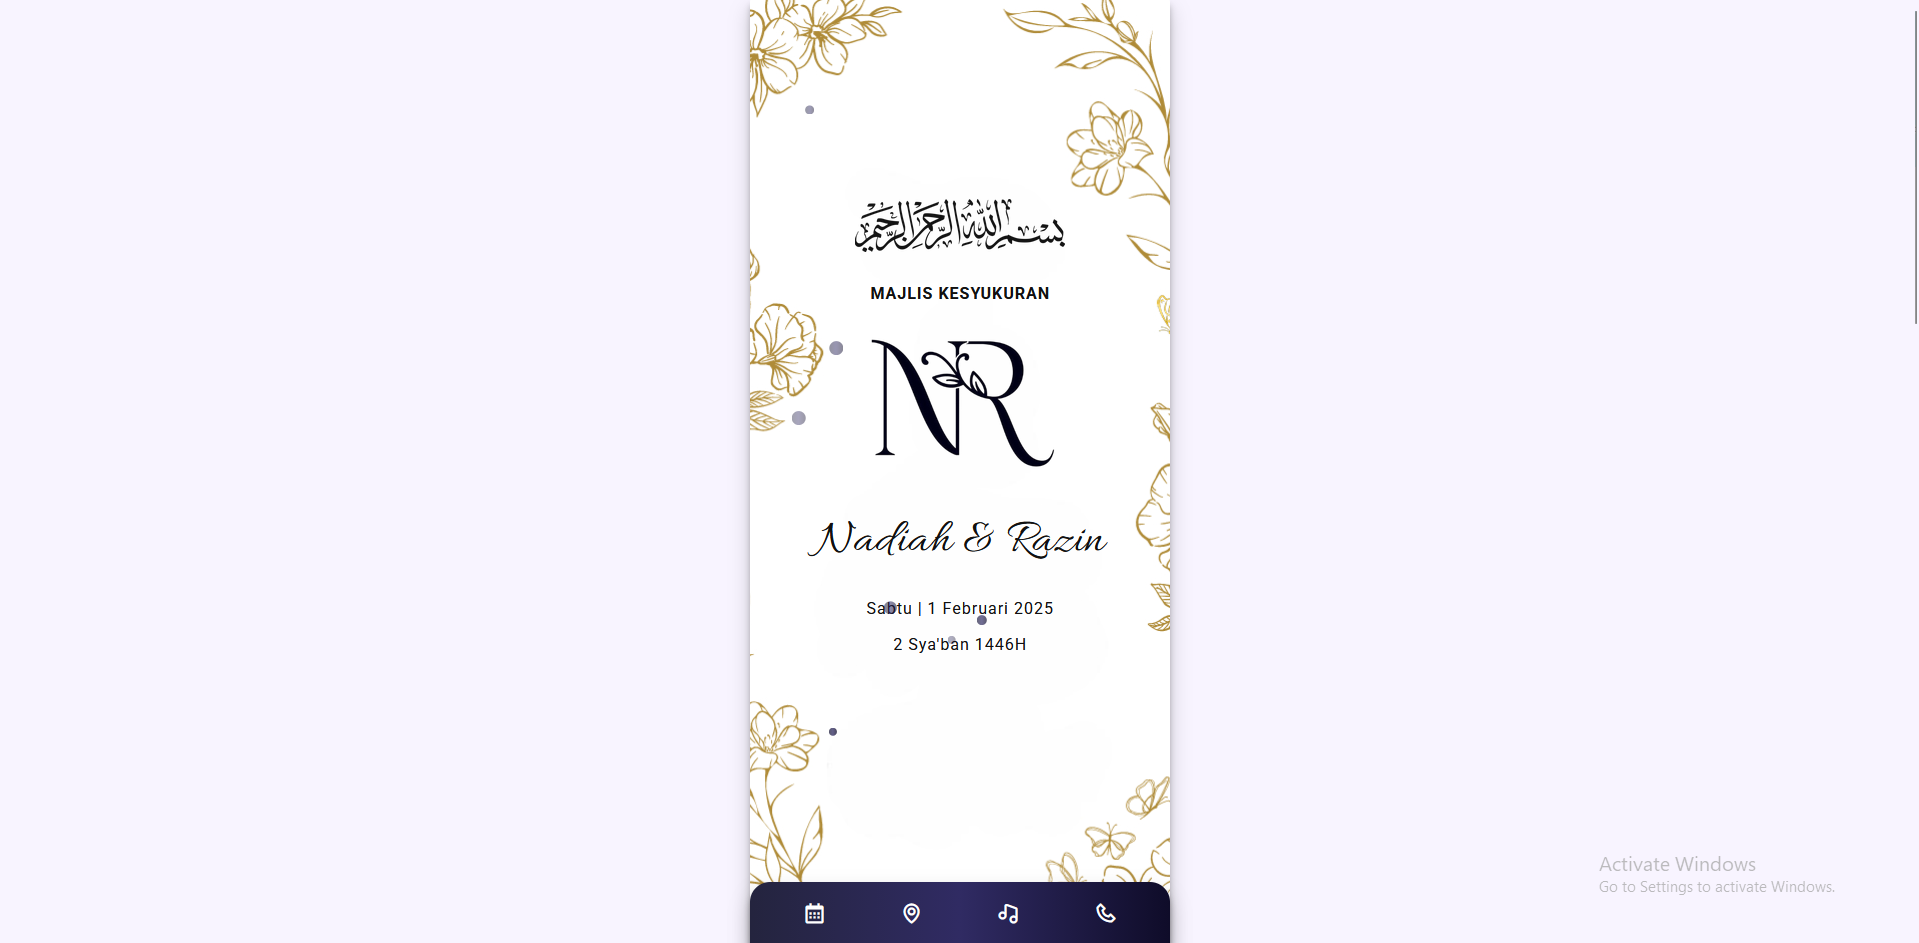 بسم الله الرحمن الرحيم
MAJLIS KESYUKURAN
NR
Nadiah & Razin
Sabtu | 1 Februari 2025
2 Sya'ban 1446H
Activate Windows
Go to Settings to activate Windows.